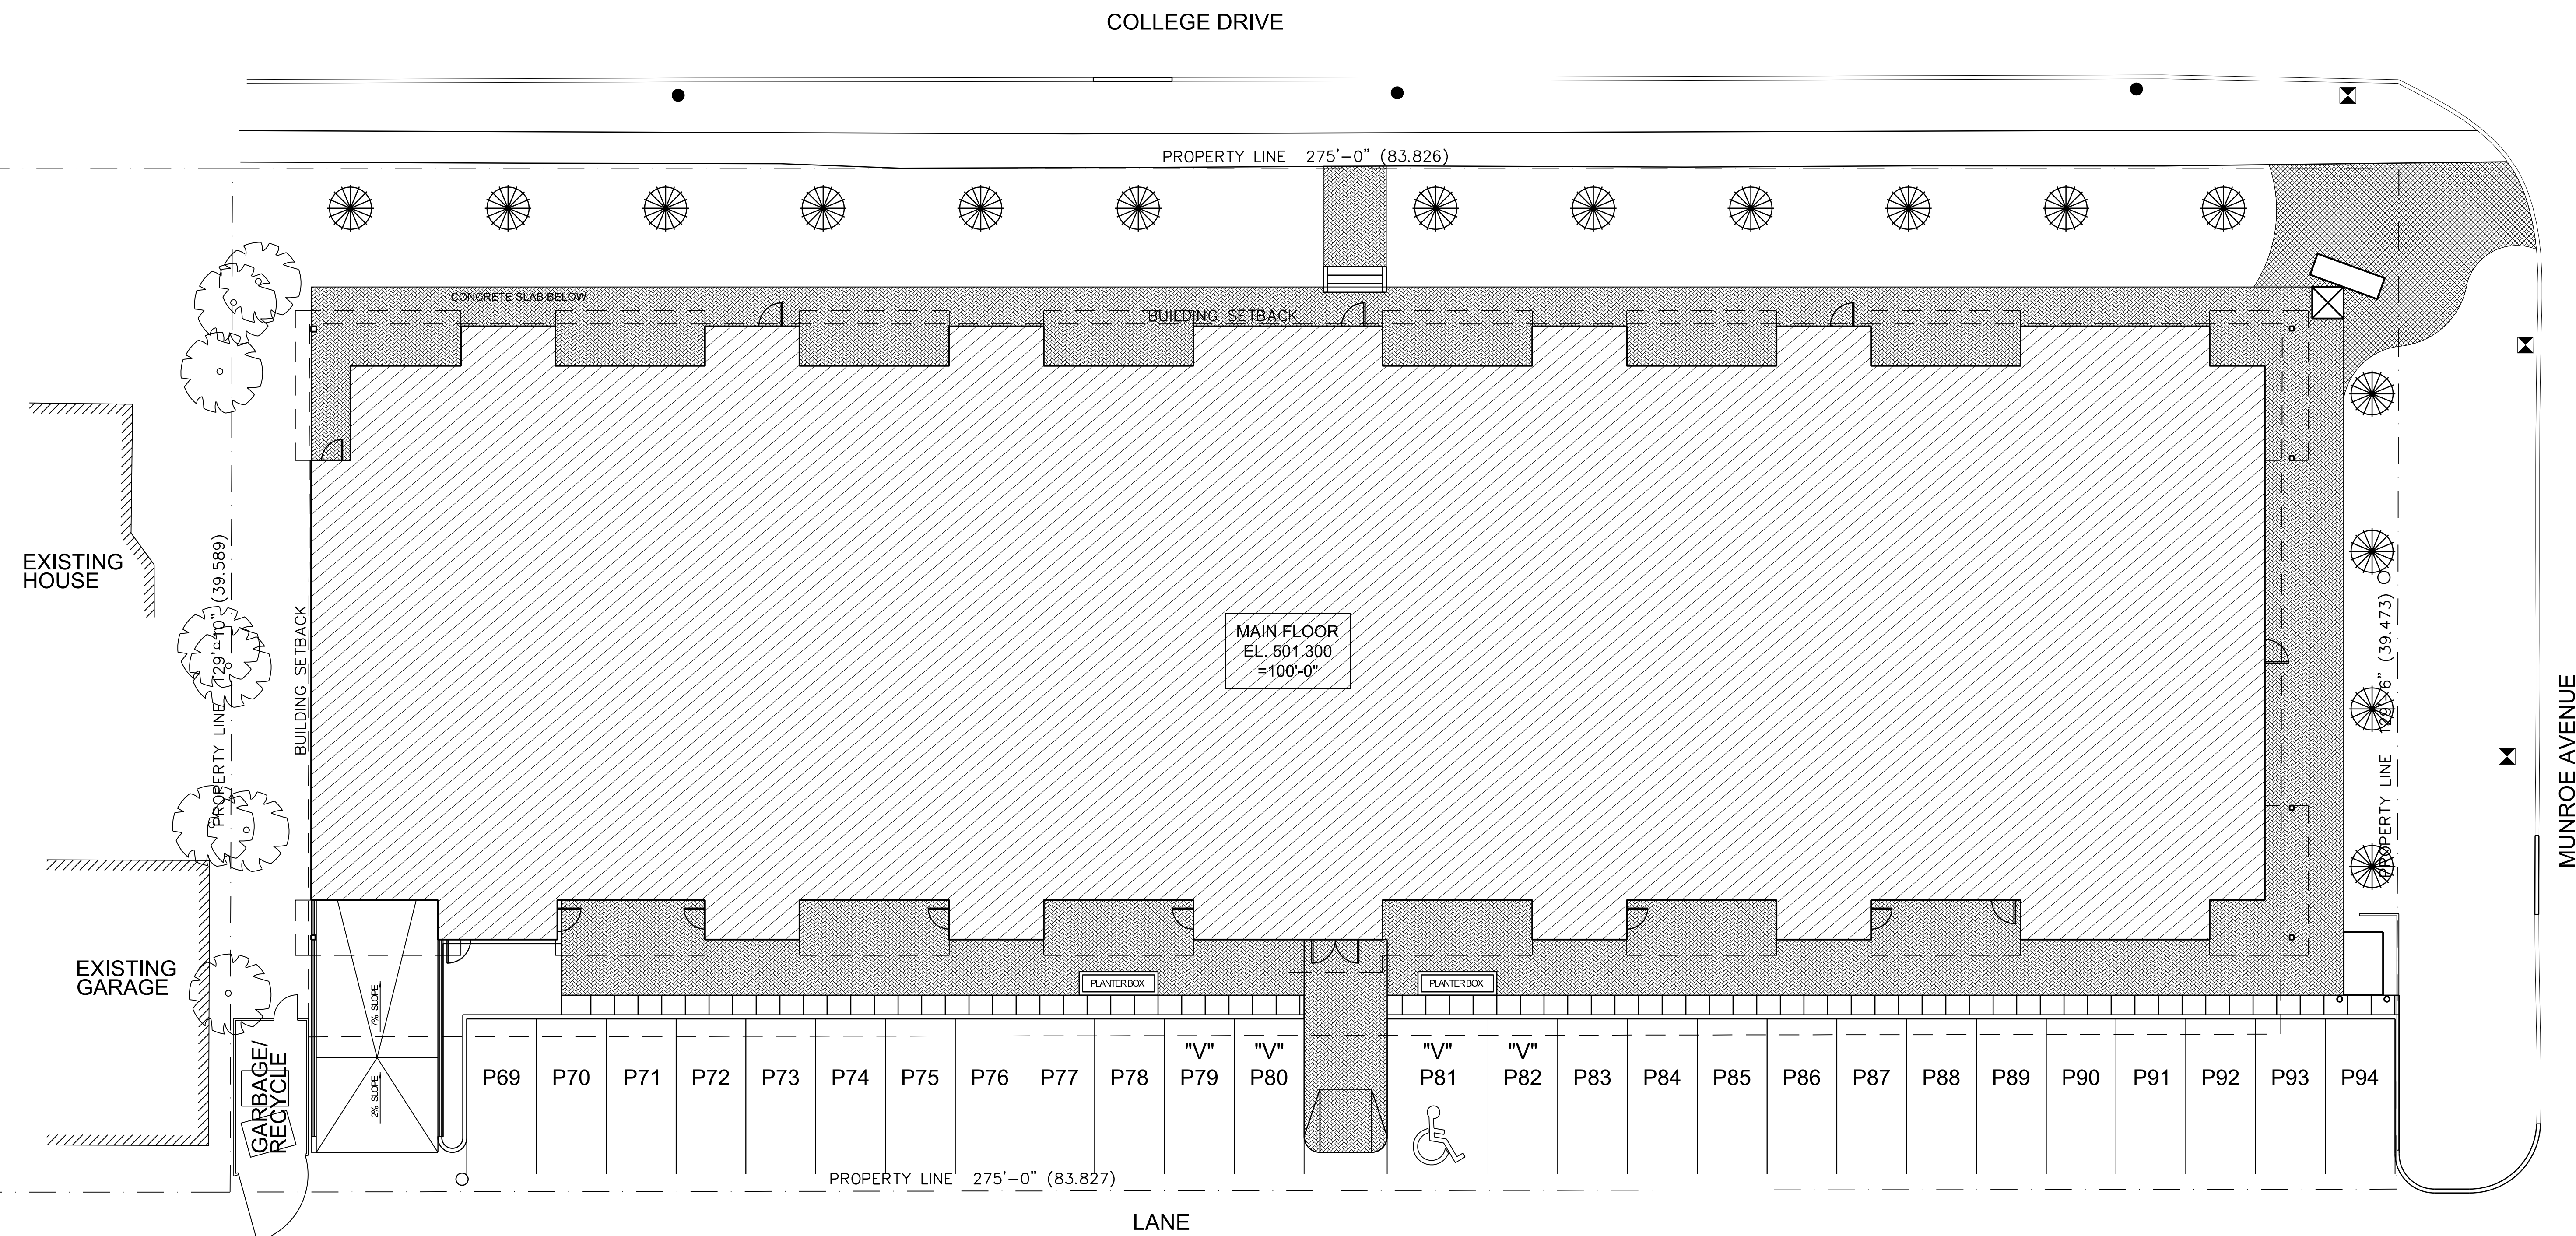 COLLEGE DRIVE
PROPERTY LINE 275'-0" (83.826)
CONCRETE SLAB BELOW
BUILDING SETBACK
EXISTING
HOUSE
PROPERTY LINE 129'-10" (39.589)
BUILDING SETBACK
MAIN FLOOR
EL. 501.300
=100'-0"
PROPERTY LINE 129'-6" (39.473)
MUNROE AVENUE
EXISTING
GARAGE
GARBAGE/
RECYCLE
7% SLOPE
2% SLOPE
PLANTER BOX
PLANTER BOX
"V" "V" "V" "V"
P69 P70 P71 P72 P73 P74 P75 P76 P77 P78 P79 P80 P81 P82 P83 P84 P85 P86 P87 P88 P89 P90 P91 P92 P93 P94
PROPERTY LINE 275'-0" (83.827)
LANE